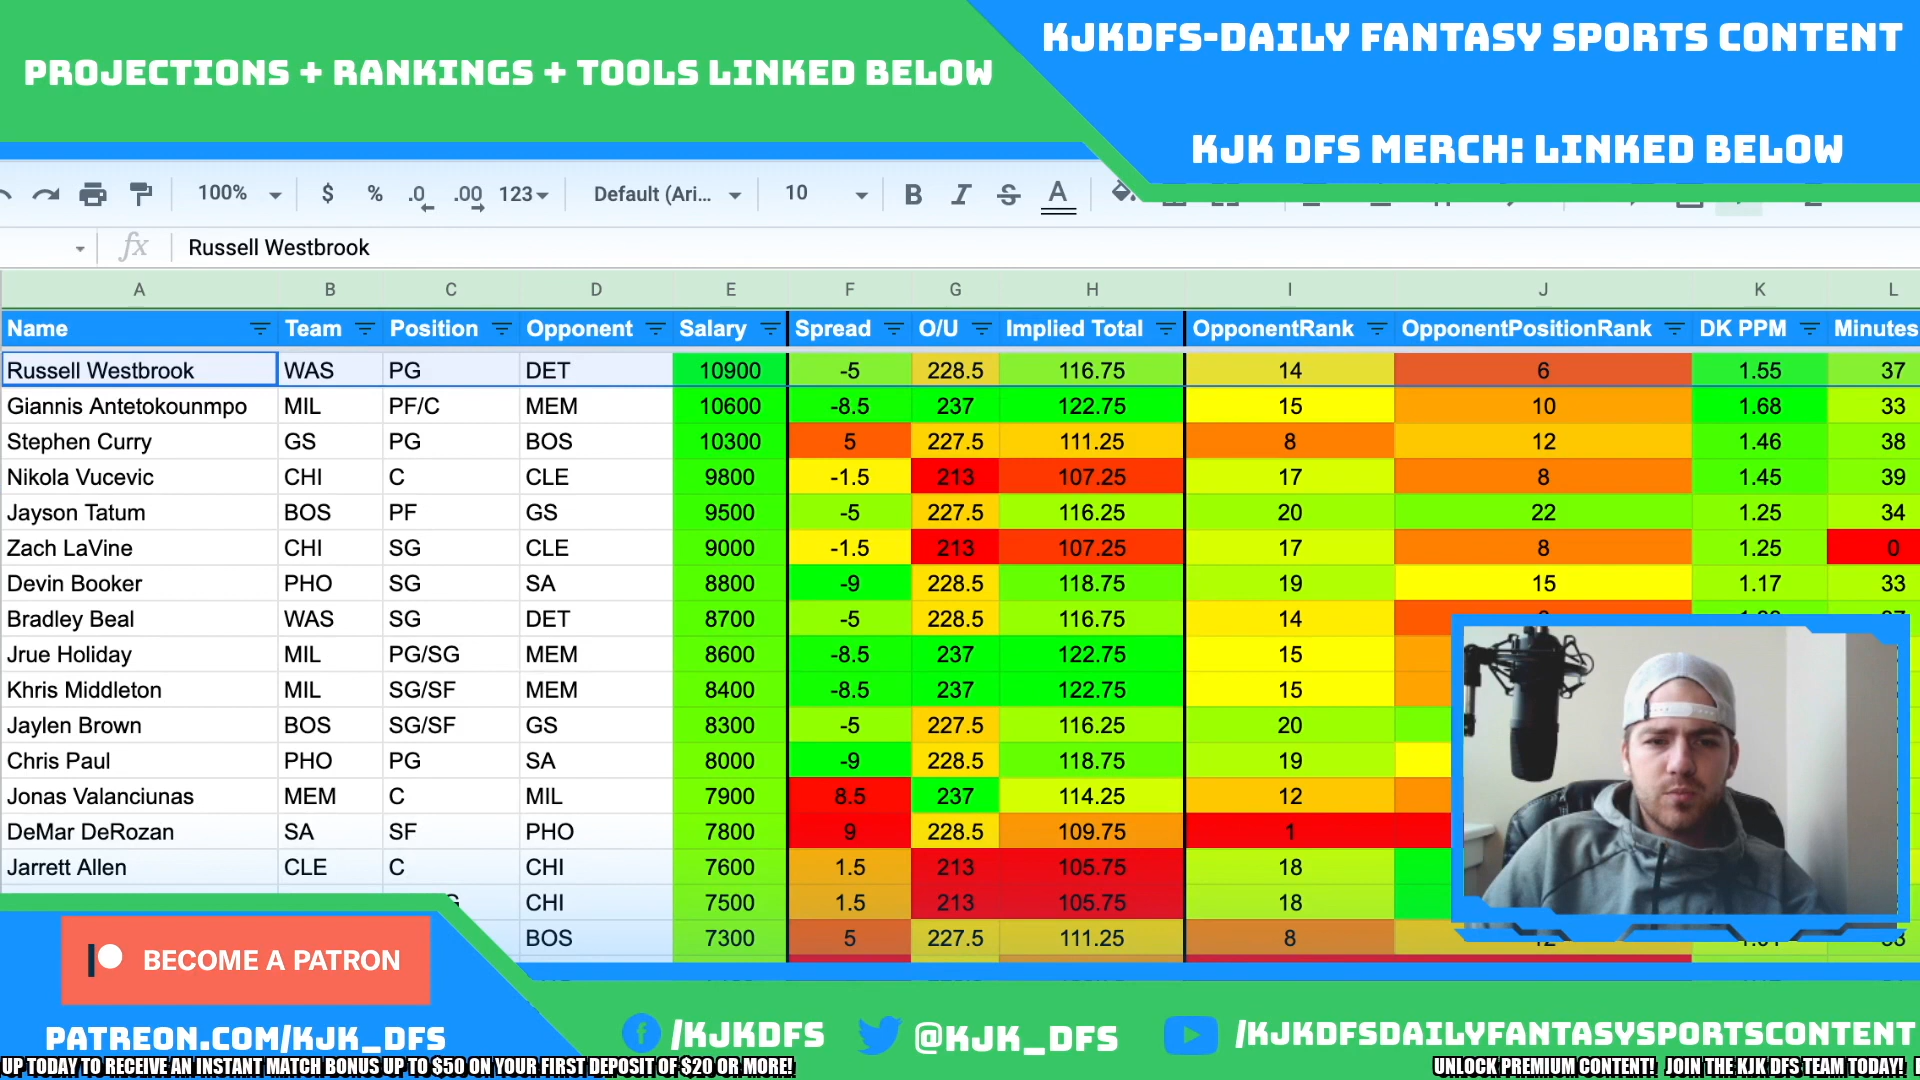 PROJECTIONS + RANKINGS + TOOLS LINKED BELOW
KJKDFS-DAILY FANTASY SPORTS CONTENT
KJK DFS MERCH: LINKED BELOW
100% $ % .0 .00 123 Default (Ari... 10 B I S A
fx Russell Westbrook
A B C D E F G H I J K L
Name Team Position Opponent Salary Spread O/U Implied Total OpponentRank OpponentPositionRank DK PPM Minutes
Russell Westbrook WAS PG DET 10900 -5 228.5 116.75 14 6 1.55 37
Giannis Antetokounmpo MIL PF/C MEM 10600 -8.5 237 122.75 15 10 1.68 33
Stephen Curry GS PG BOS 10300 5 227.5 111.25 8 12 1.46 38
Nikola Vucevic CHI C CLE 9800 -1.5 213 107.25 17 8 1.45 39
Jayson Tatum BOS PF GS 9500 -5 227.5 116.25 20 22 1.25 34
Zach LaVine CHI SG CLE 9000 -1.5 213 107.25 17 8 1.25 0
Devin Booker PHO SG SA 8800 -9 228.5 118.75 19 15 1.17 33
Bradley Beal WAS SG DET 8700 -5 228.5 116.75 14
Jrue Holiday MIL PG/SG MEM 8600 -8.5 237 122.75 15
Khris Middleton MIL SG/SF MEM 8400 -8.5 237 122.75 15
Jaylen Brown BOS SG/SF GS 8300 -5 227.5 116.25 20
Chris Paul PHO PG SA 8000 -9 228.5 118.75 19
Jonas Valanciunas MEM C MIL 7900 8.5 237 114.25 12
DeMar DeRozan SA SF PHO 7800 9 228.5 109.75 1
Jarrett Allen CLE C CHI 7600 1.5 213 105.75 18
CHI 7500 1.5 213 105.75 18
BOS 7300 5 227.5 111.25 8
BECOME A PATRON
PATREON.COM/KJK_DFS
/KJKDFS @KJK_DFS /KJKDFSDAILYFANTASYSPORTSCONTENT
UP TODAY TO RECEIVE AN INSTANT MATCH BONUS UP TO $50 ON YOUR FIRST DEPOSIT OF $20 OR MORE! UNLOCK PREMIUM CONTENT! JOIN THE KJK DFS TEAM TODAY!